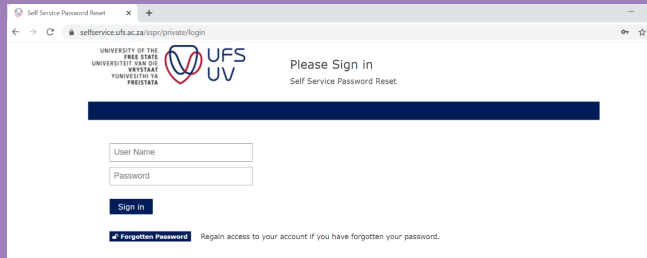 Self Service Password Reset
selfservice.ufs.ac.za/sspr/private/login
UNIVERSITY OF THE
FREE STATE
UNIVERSITEIT VAN DIE
VRYSTAAT
YUNIVESITHI YA
FREISTATA
UFS
UV
Please Sign in
Self Service Password Reset
User Name
Password
Sign in
Forgotten Password Regain access to your account if you have forgotten your password.